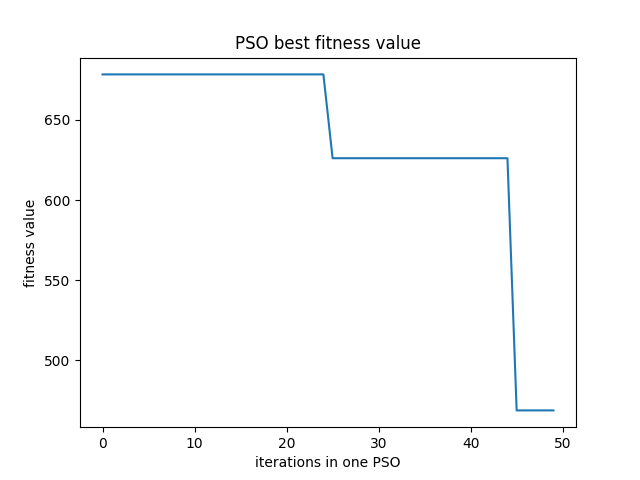 PSO best fitness value
fitness value
650
600
550
500
0 10 20 30 40 50
iterations in one PSO